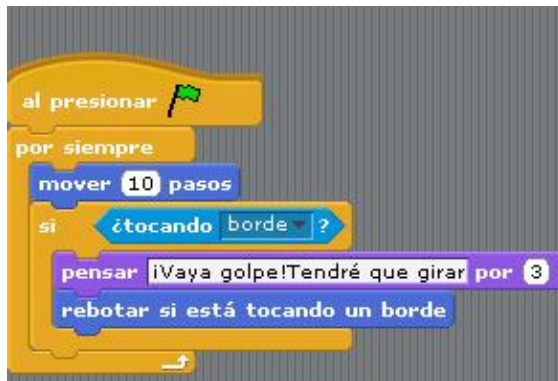 al presionar
por siempre
mover 10 pasos
si ¿tocando borde ?
pensar ¡Vaya golpe!Tendré que girar por 3
rebotar si está tocando un borde